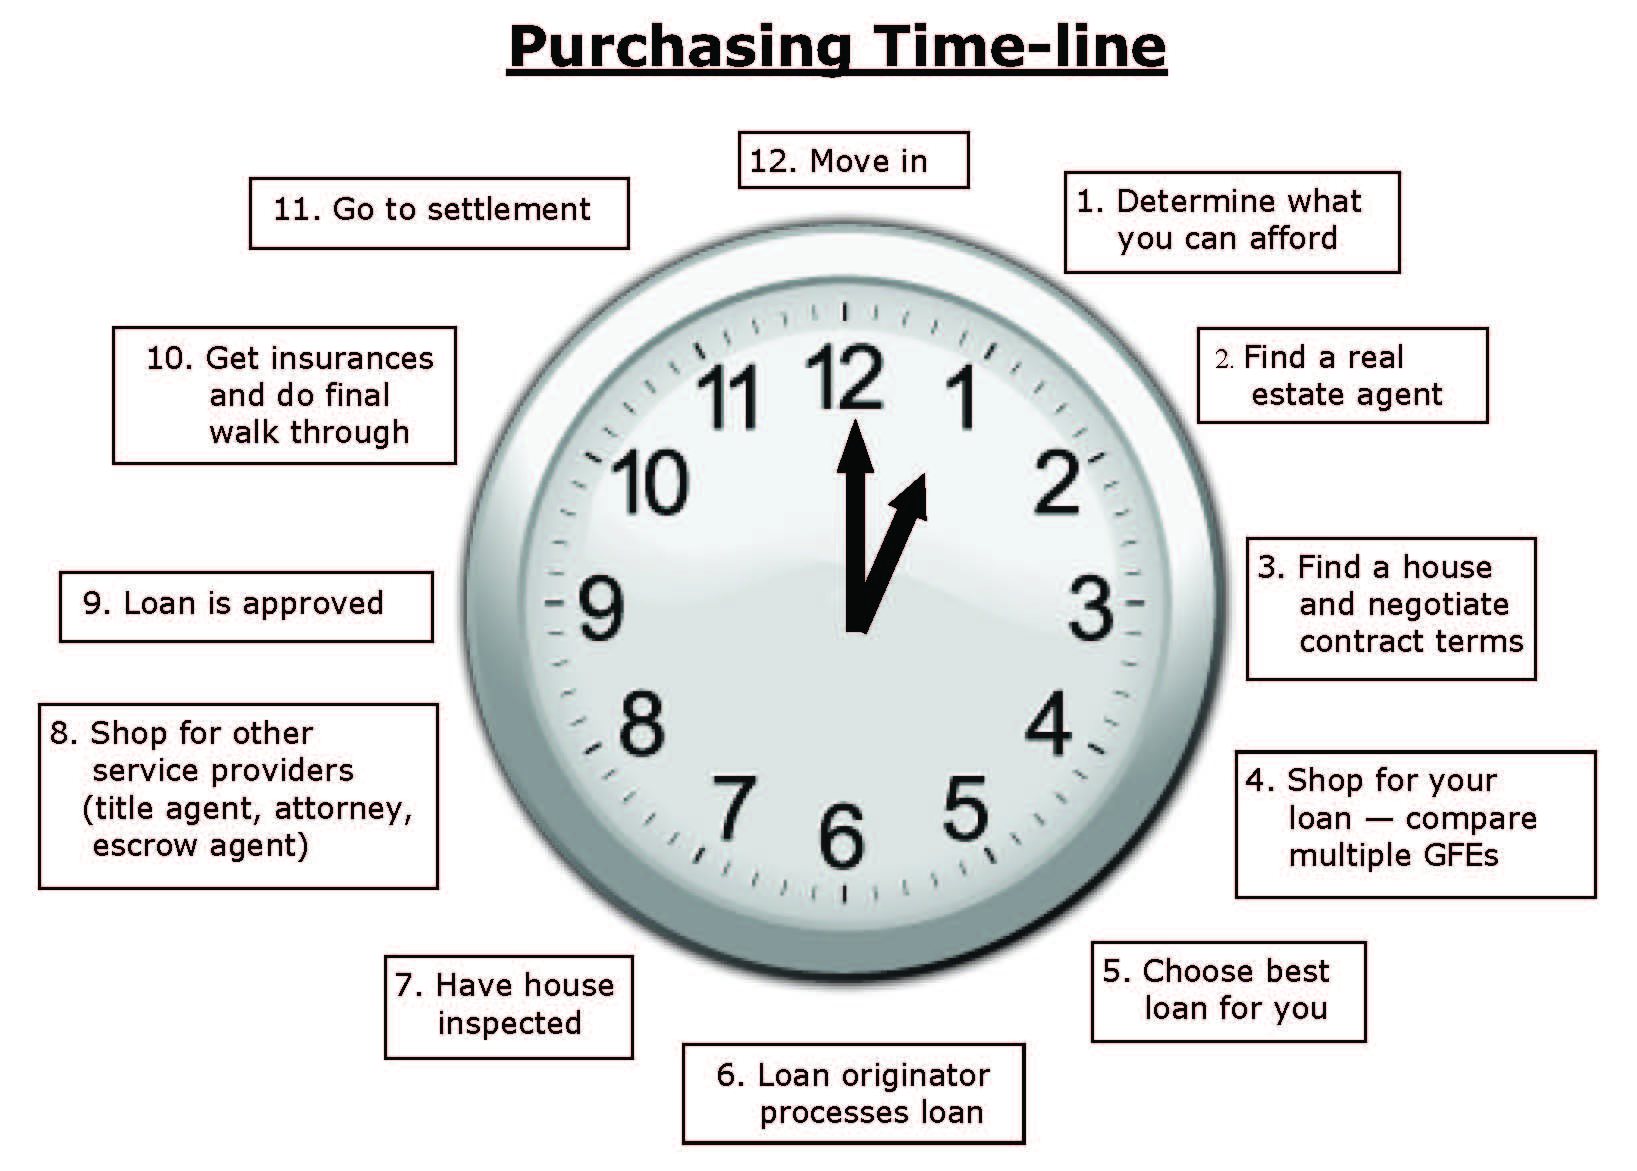 Purchasing Time-line
12. Move in
1. Determine what
you can afford
2. Find a real
estate agent
3. Find a house
and negotiate
contract terms
4. Shop for your
loan — compare
multiple GFEs
5. Choose best
loan for you
6. Loan originator
processes loan
7. Have house
inspected
8. Shop for other
service providers
(title agent, attorney,
escrow agent)
9. Loan is approved
10. Get insurances
and do final
walk through
11. Go to settlement
12
1
2
3
4
5
6
7
8
9
10
11